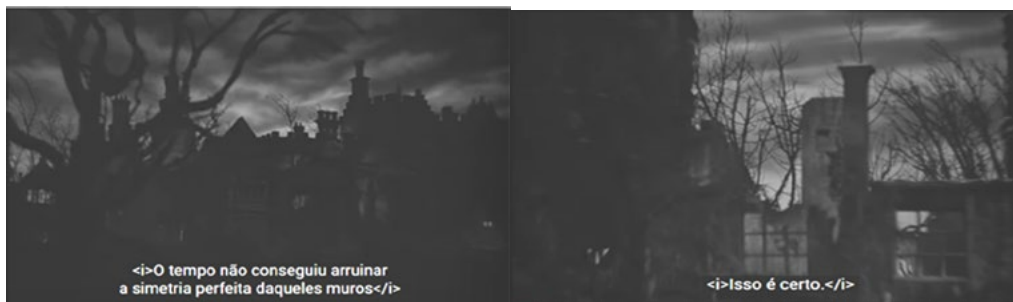 <i>O tempo não conseguiu arruinar
a simetria perfeita daqueles muros</i>
<i>Isso é certo.</i>